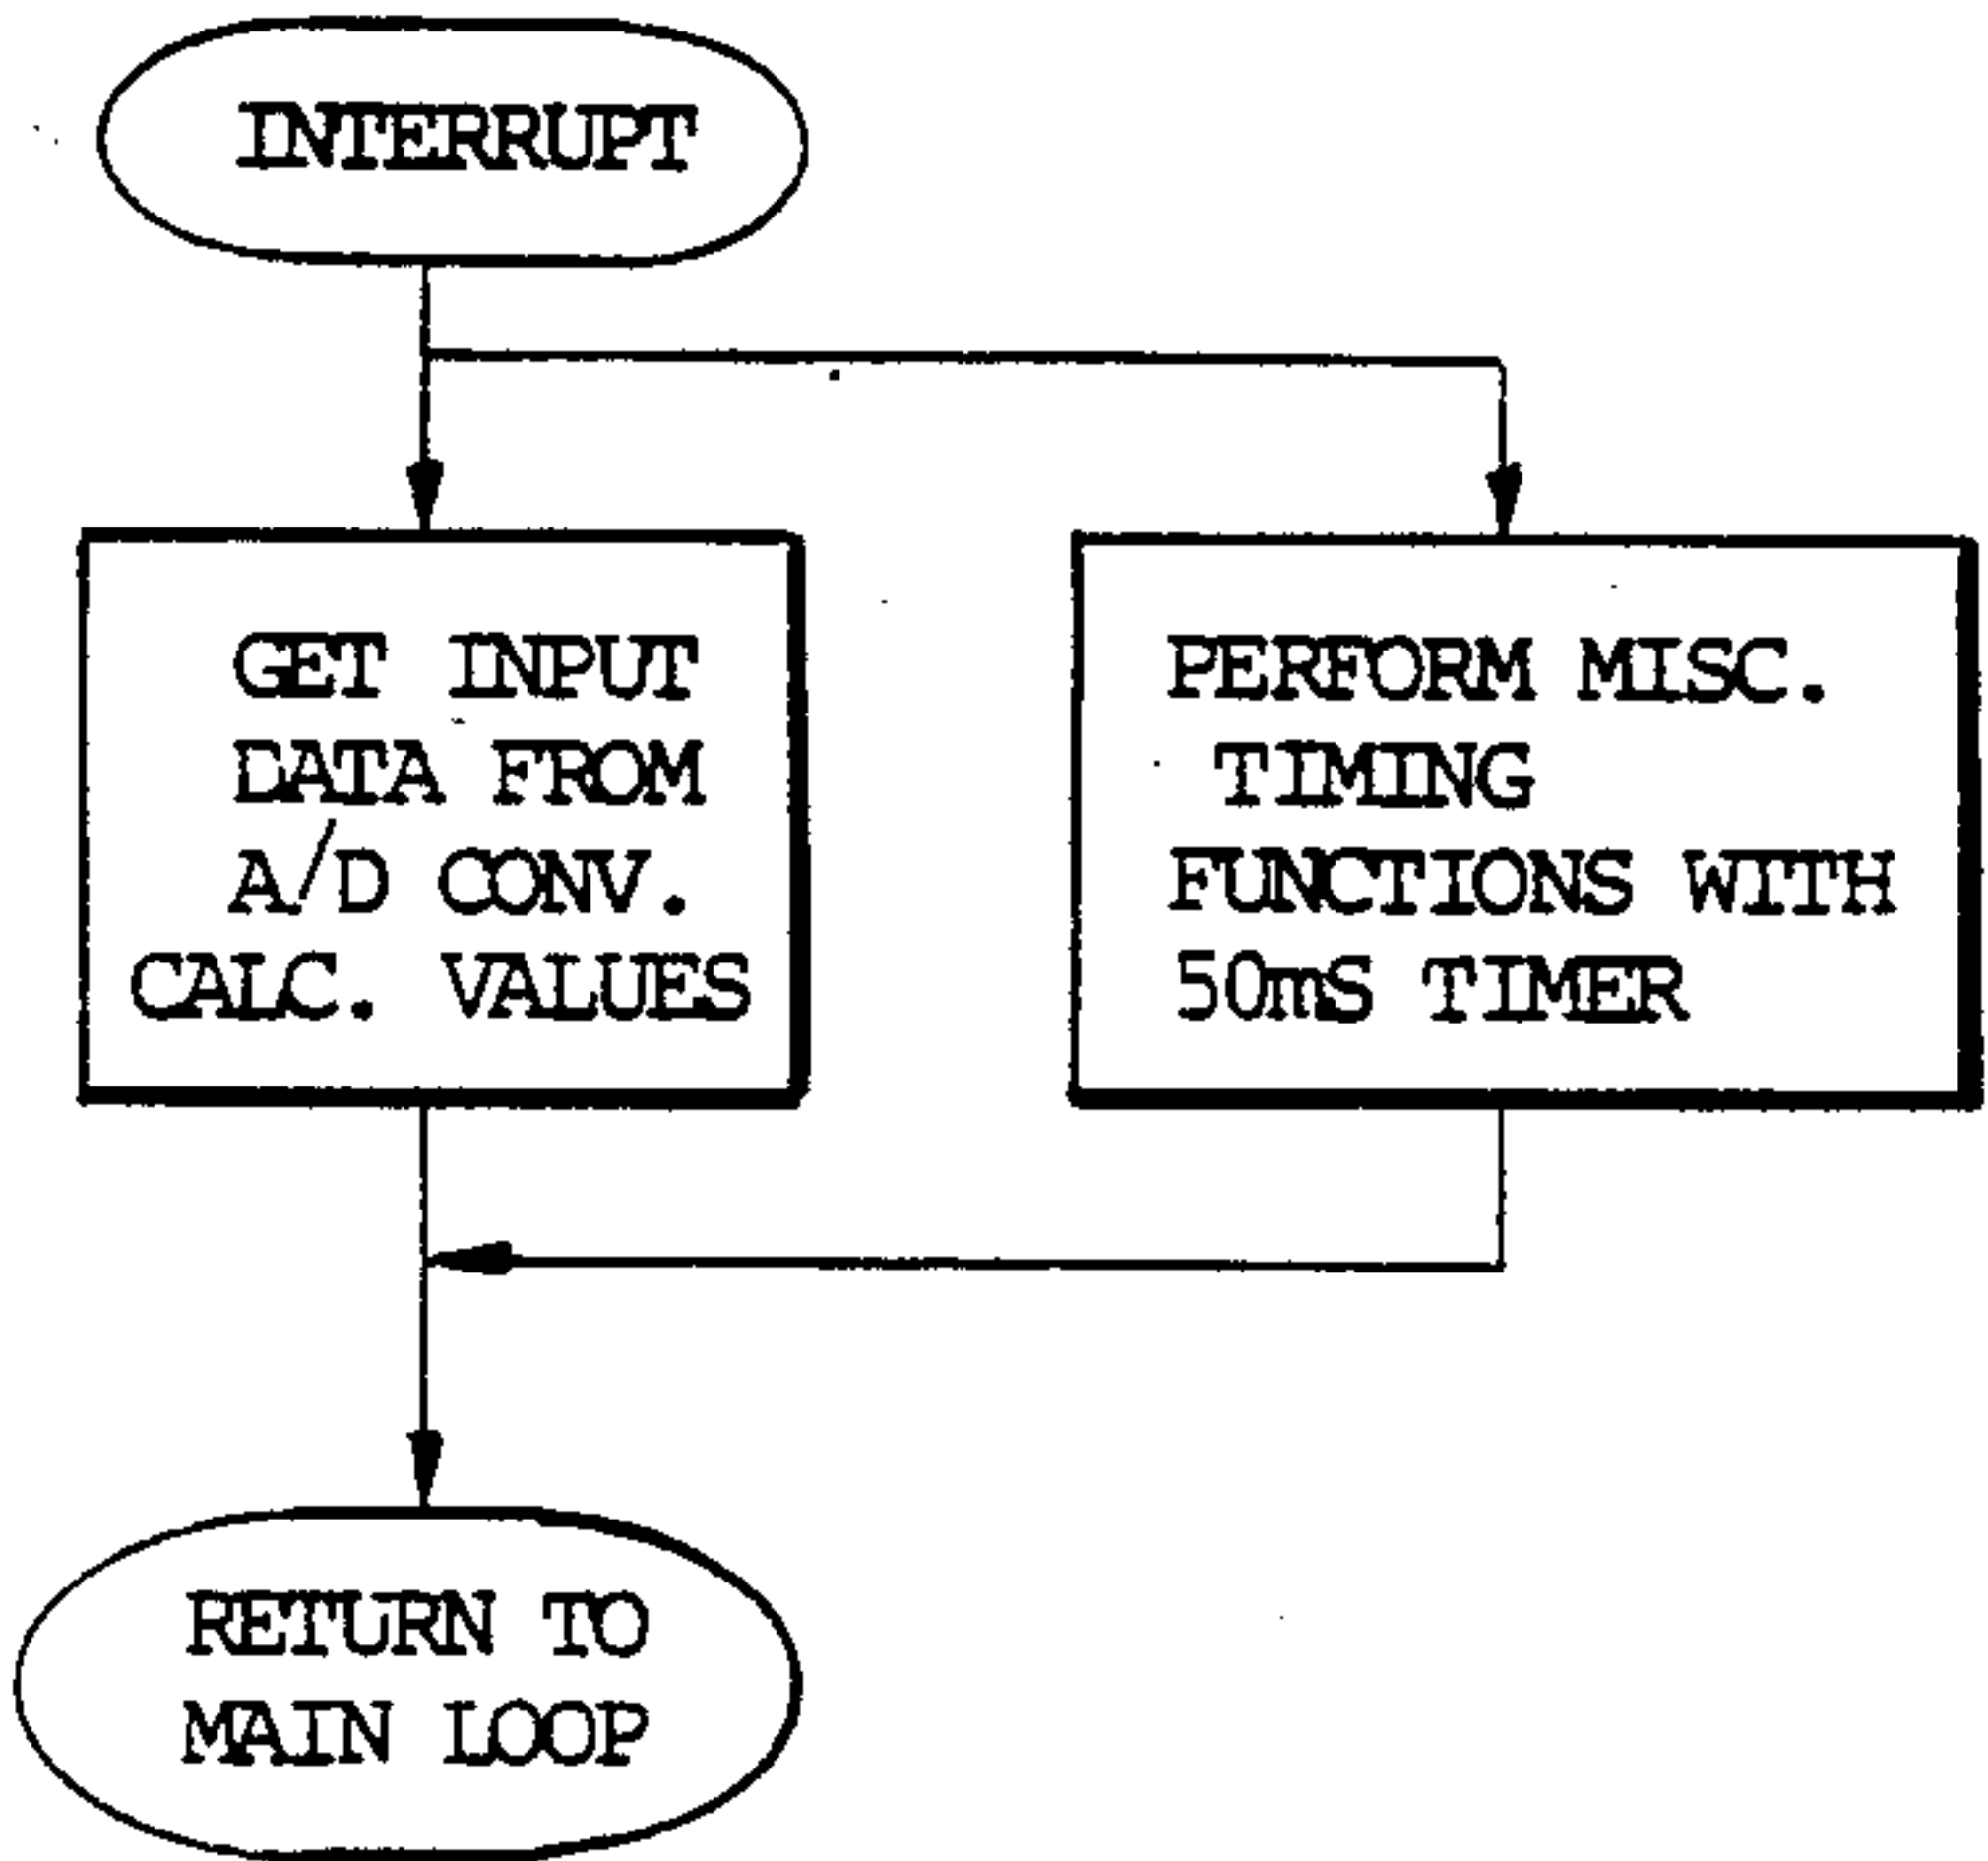 INTERRUPT
GET INPUT
DATA FROM
A/D CONV.
CALC. VALUES
PERFORM MISC.
TIMING
FUNCTIONS WITH
50mS TIMER
RETURN TO
MAIN LOOP